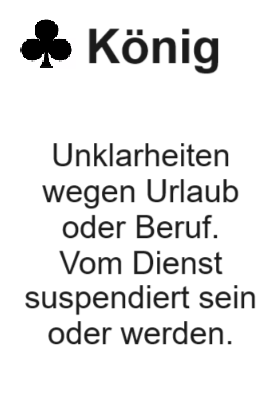 ♣ König
Unklarheiten
wegen Urlaub
oder Beruf.
Vom Dienst
suspendiert sein
oder werden.